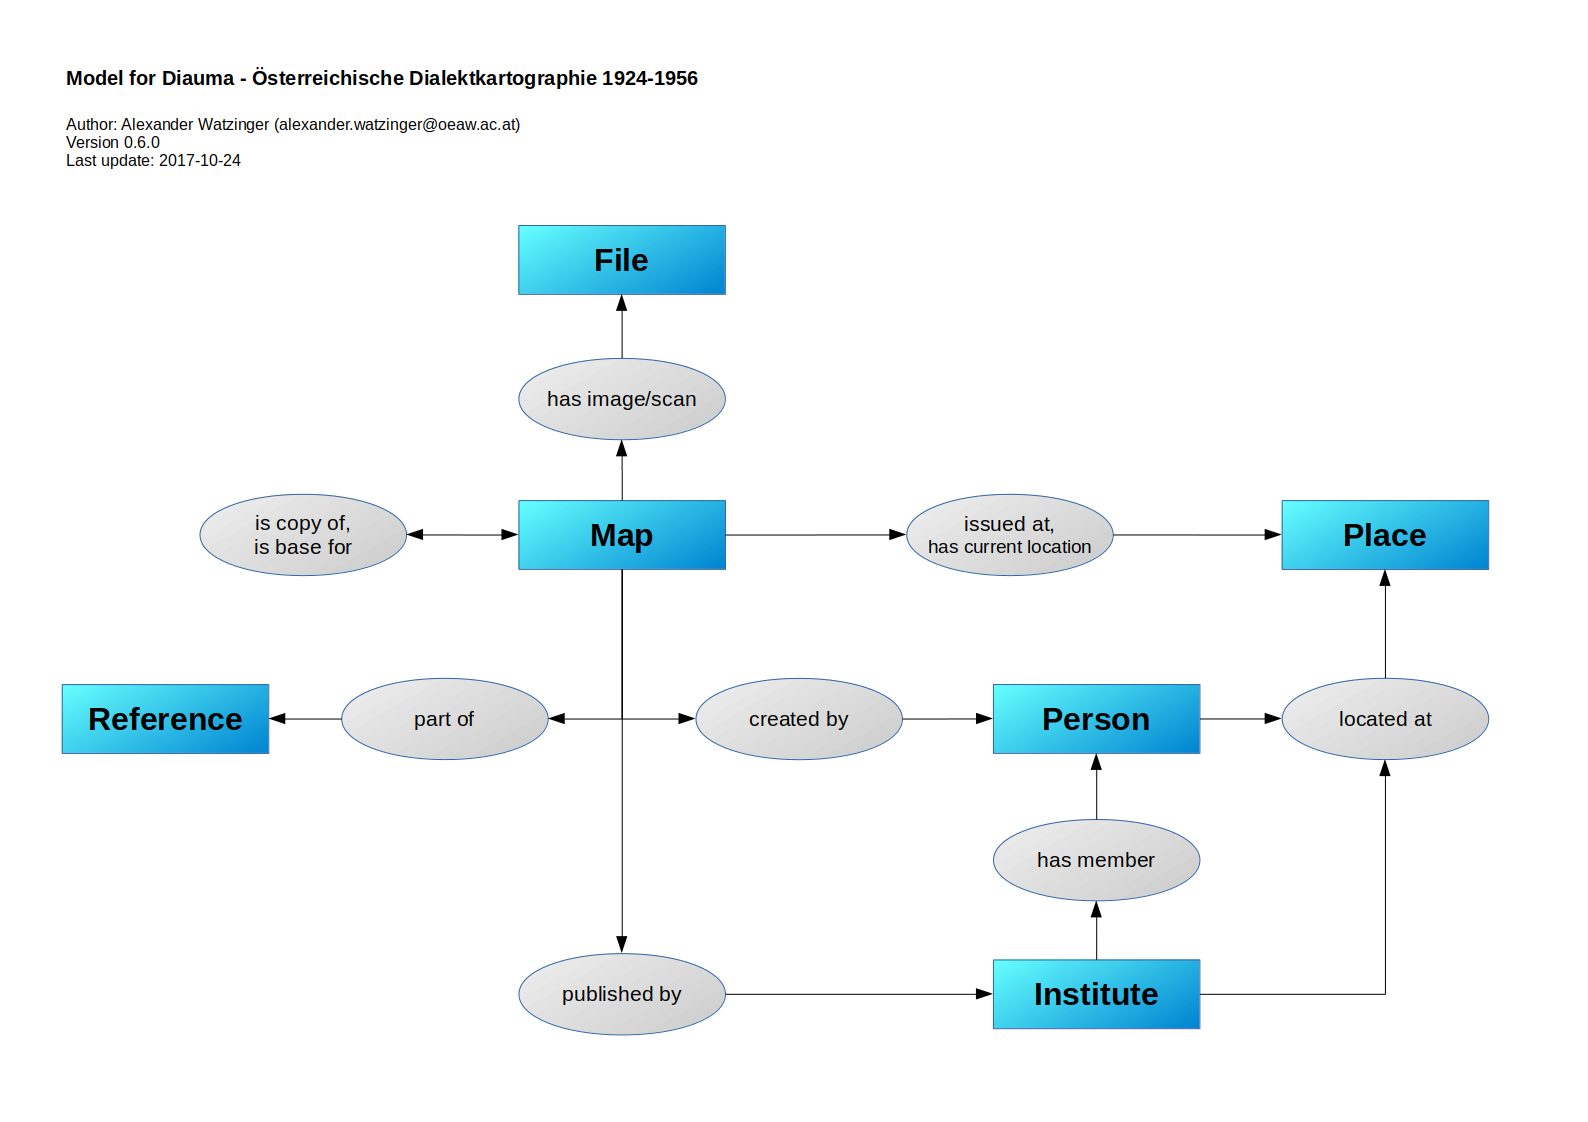 Model for Diauma - Österreichische Dialektkartographie 1924-1956
Author: Alexander Watzinger (alexander.watzinger@oeaw.ac.at)
Version 0.6.0
Last update: 2017-10-24
File
has image/scan
is copy of,
is base for
Map
issued at,
has current location
Place
Reference
part of
created by
Person
located at
has member
published by
Institute